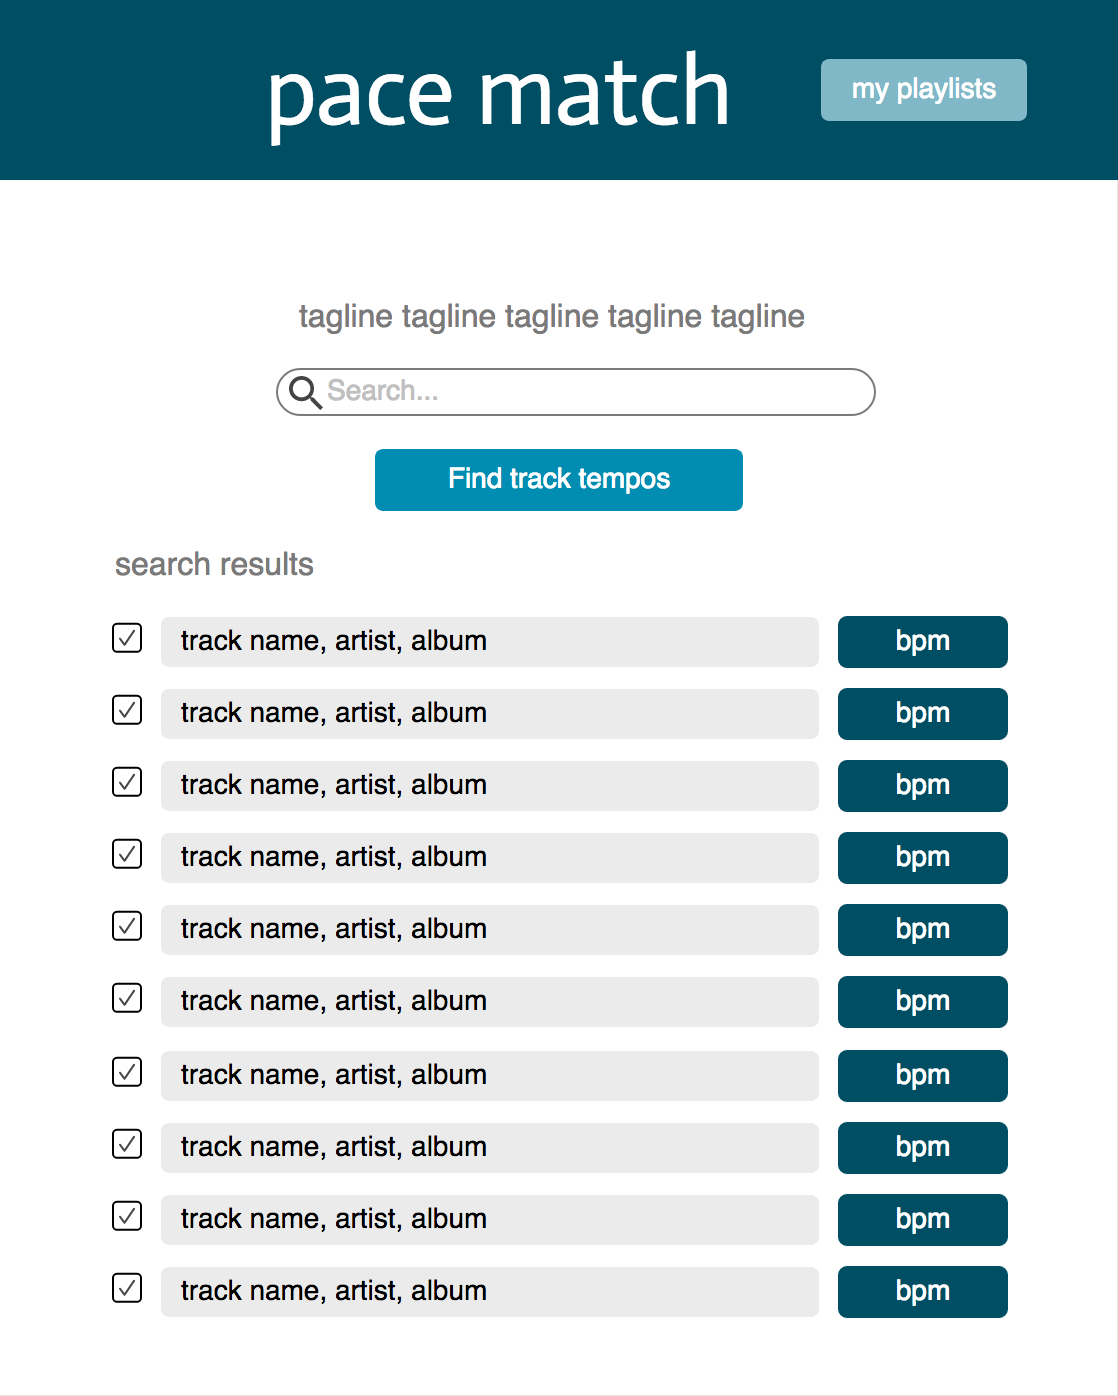 pace match
my playlists
tagline tagline tagline tagline tagline
Search...
Find track tempos
search results
track name, artist, album bpm
track name, artist, album bpm
track name, artist, album bpm
track name, artist, album bpm
track name, artist, album bpm
track name, artist, album bpm
track name, artist, album bpm
track name, artist, album bpm
track name, artist, album bpm
track name, artist, album bpm